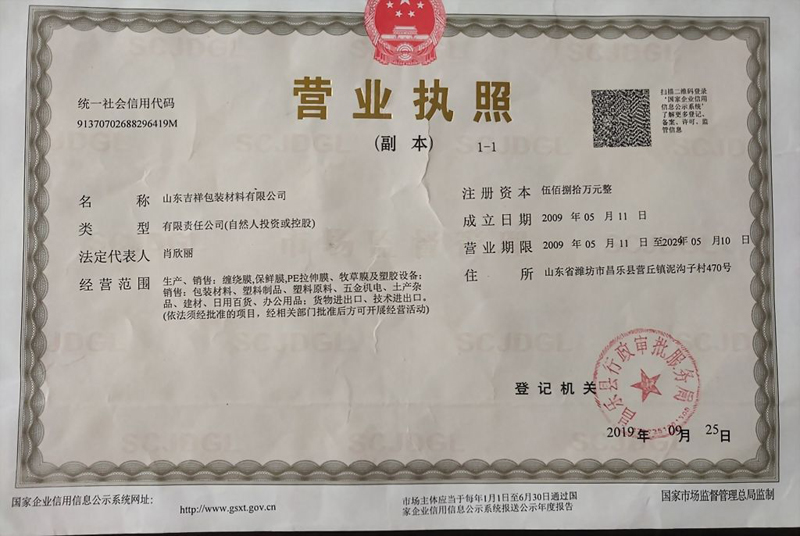 统一社会信用代码
91370702688296419M
营业执照
(副 本) 1-1
扫描二维码登录
‘国家企业信用
信息公示系统’
了解更多登记、
备案、许可、监
管信息
名 称 山东吉祥包装材料有限公司
类 型 有限责任公司(自然人投资或控股)
法定代表人 肖欣丽
经营范围 生产、销售：缠绕膜,保鲜膜,PE拉伸膜、牧草膜及塑胶设备；
销售：包装材料、塑料制品、塑料原料、五金机电、土产杂
品、建材、日用百货、办公用品；货物进出口、技术进出口。
(依法须经批准的项目，经相关部门批准后方可开展经营活动)
注册资本 伍佰捌拾万元整
成立日期 2009 年 05 月 11 日
营业期限 2009 年 05 月 11 日 至2029年 05 月 10 日
住 所 山东省潍坊市昌乐县营丘镇泥沟子村470号
登记机关
昌乐县行政审批服务局
2019 年 09 月 25 日
国家企业信用信息公示系统网址：
http://www.gsxt.gov.cn
市场主体应当于每年1月1日至6月30日通过国
家企业信用信息公示系统报送公示年度报告
国家市场监督管理总局监制
SCJDGL